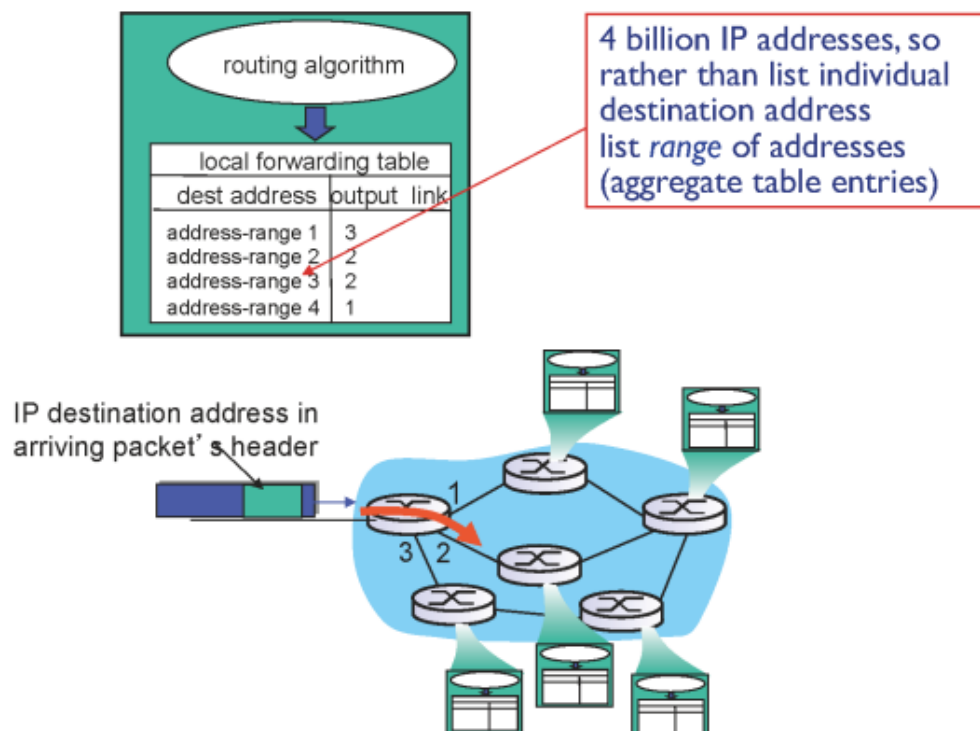 routing algorithm
local forwarding table
dest address output link
address-range 1 3
address-range 2 2
address-range 3 2
address-range 4 1
4 billion IP addresses, so
rather than list individual
destination address
list range of addresses
(aggregate table entries)
IP destination address in
arriving packet’s header
1
3 2